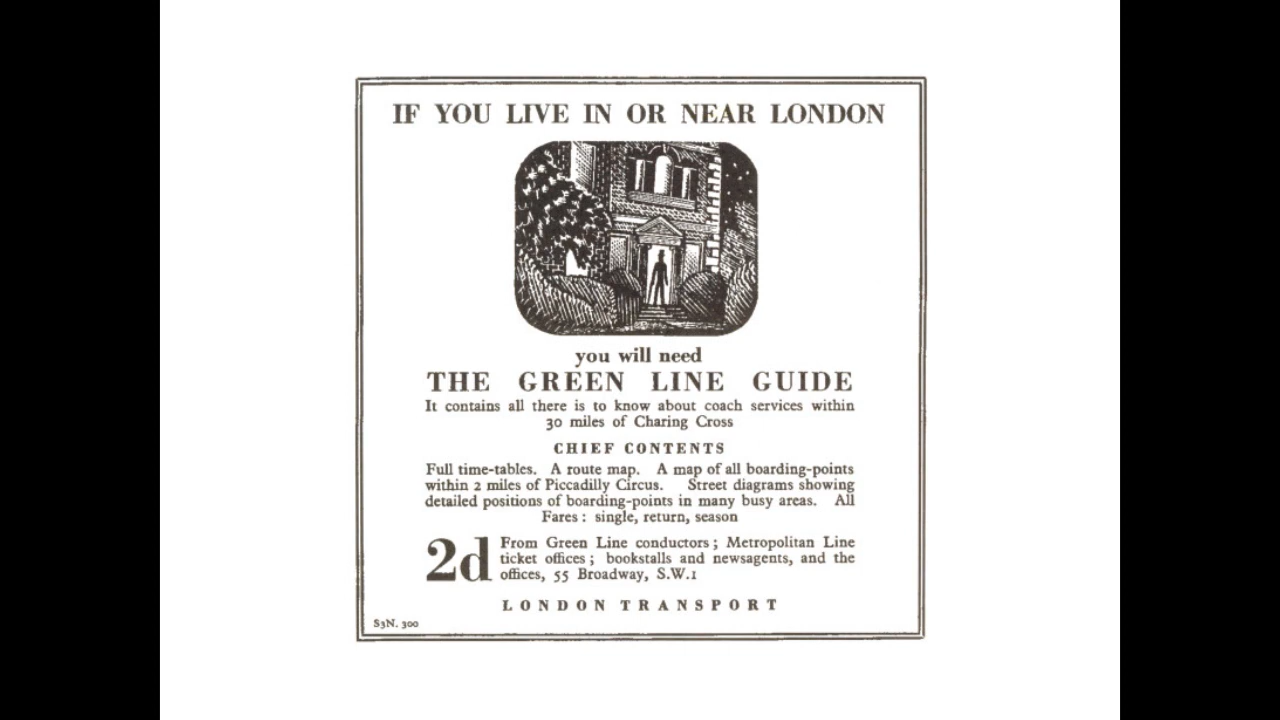 IF YOU LIVE IN OR NEAR LONDON
you will need
THE GREEN LINE GUIDE
It contains all there is to know about coach services within
30 miles of Charing Cross
CHIEF CONTENTS
Full time-tables. A route map. A map of all boarding-points
within 2 miles of Piccadilly Circus. Street diagrams showing
detailed positions of boarding-points in many busy areas. All
Fares : single, return, season
2d
From Green Line conductors ; Metropolitan Line
ticket offices ; bookstalls and newsagents, and the
offices, 55 Broadway, S.W.1
LONDON TRANSPORT
S3N. 300